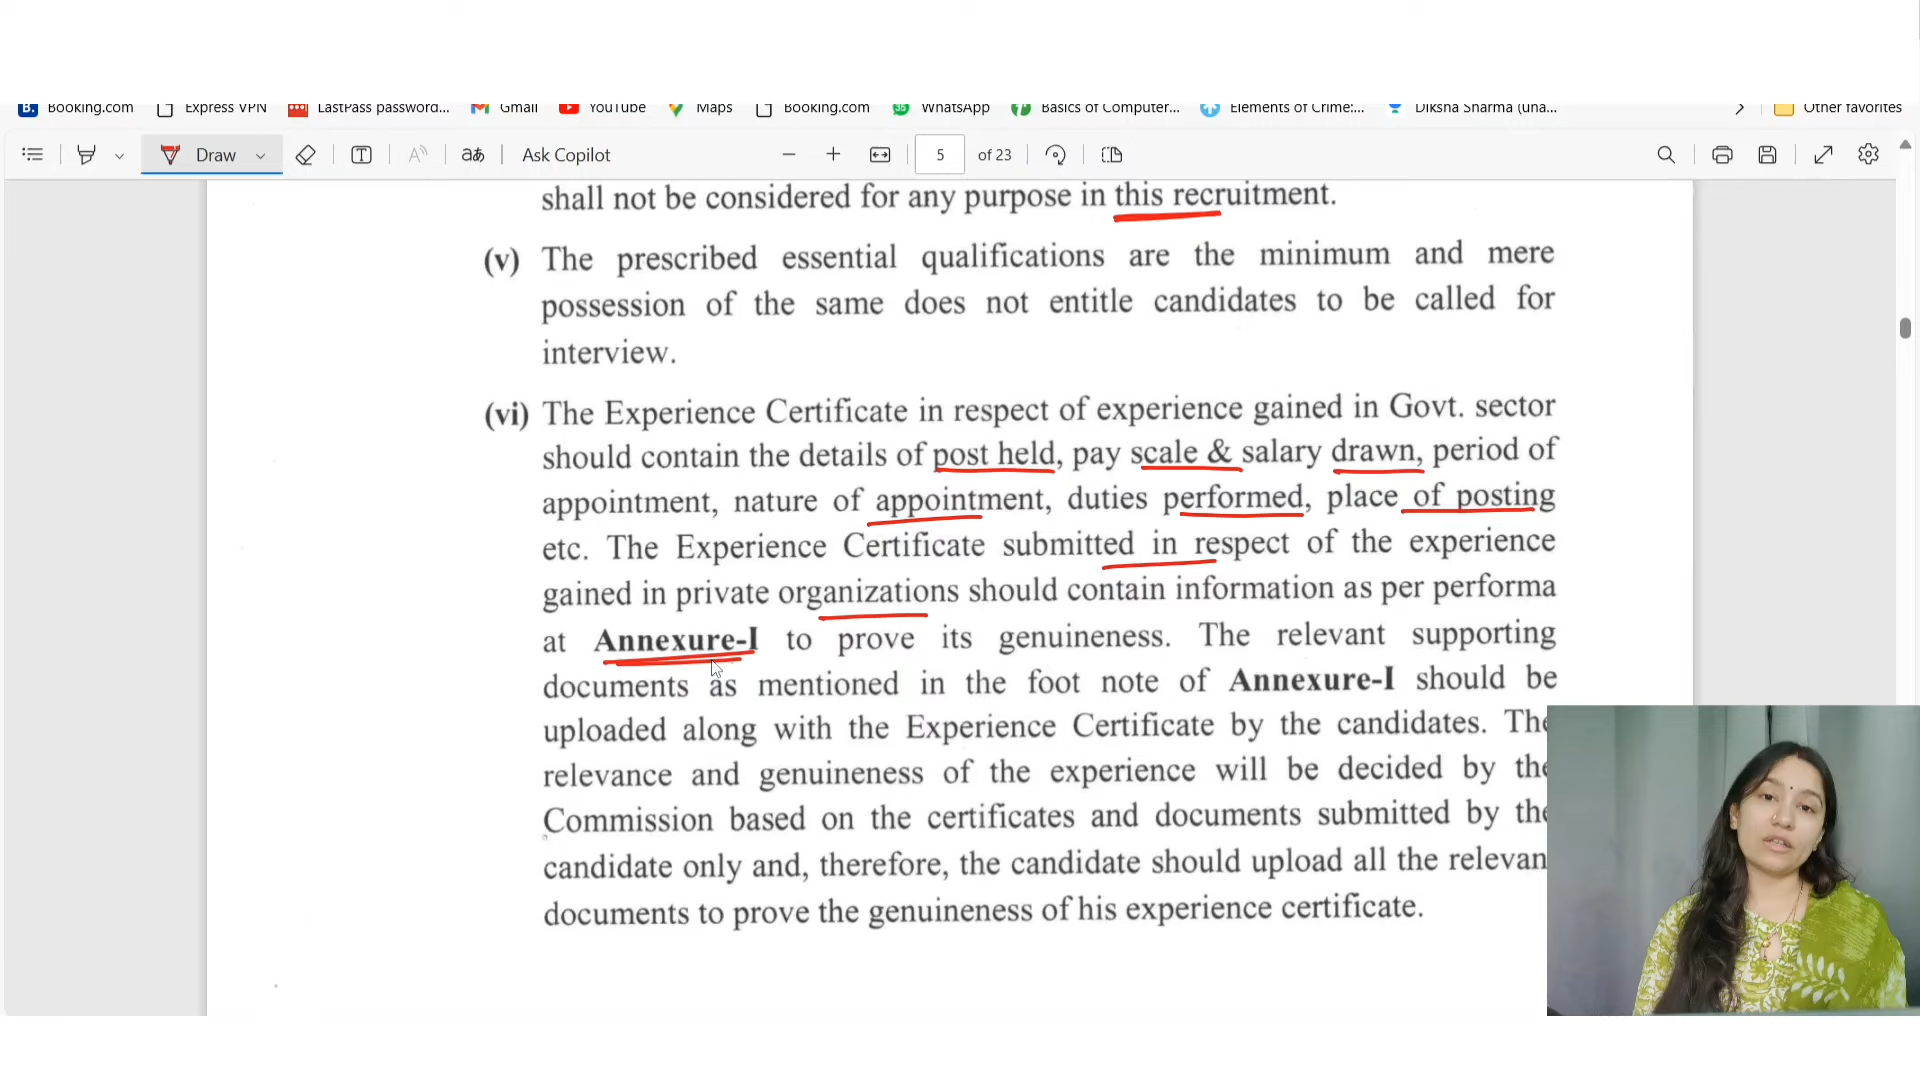 Booking.com Express VPN LastPass password... Gmail YouTube Maps Booking.com WhatsApp Basics of Computer... Elements of Crime:... Diksha Sharma (una... Other favorites
Draw T aあ Ask Copilot 5 of 23
shall not be considered for any purpose in this recruitment.
(v) The prescribed essential qualifications are the minimum and mere
possession of the same does not entitle candidates to be called for
interview.
(vi) The Experience Certificate in respect of experience gained in Govt. sector
should contain the details of post held, pay scale & salary drawn, period of
appointment, nature of appointment, duties performed, place of posting
etc. The Experience Certificate submitted in respect of the experience
gained in private organizations should contain information as per performa
at Annexure-I to prove its genuineness. The relevant supporting
documents as mentioned in the foot note of Annexure-I should be
uploaded along with the Experience Certificate by the candidates. The
relevance and genuineness of the experience will be decided by the
Commission based on the certificates and documents submitted by the
candidate only and, therefore, the candidate should upload all the relevan
documents to prove the genuineness of his experience certificate.